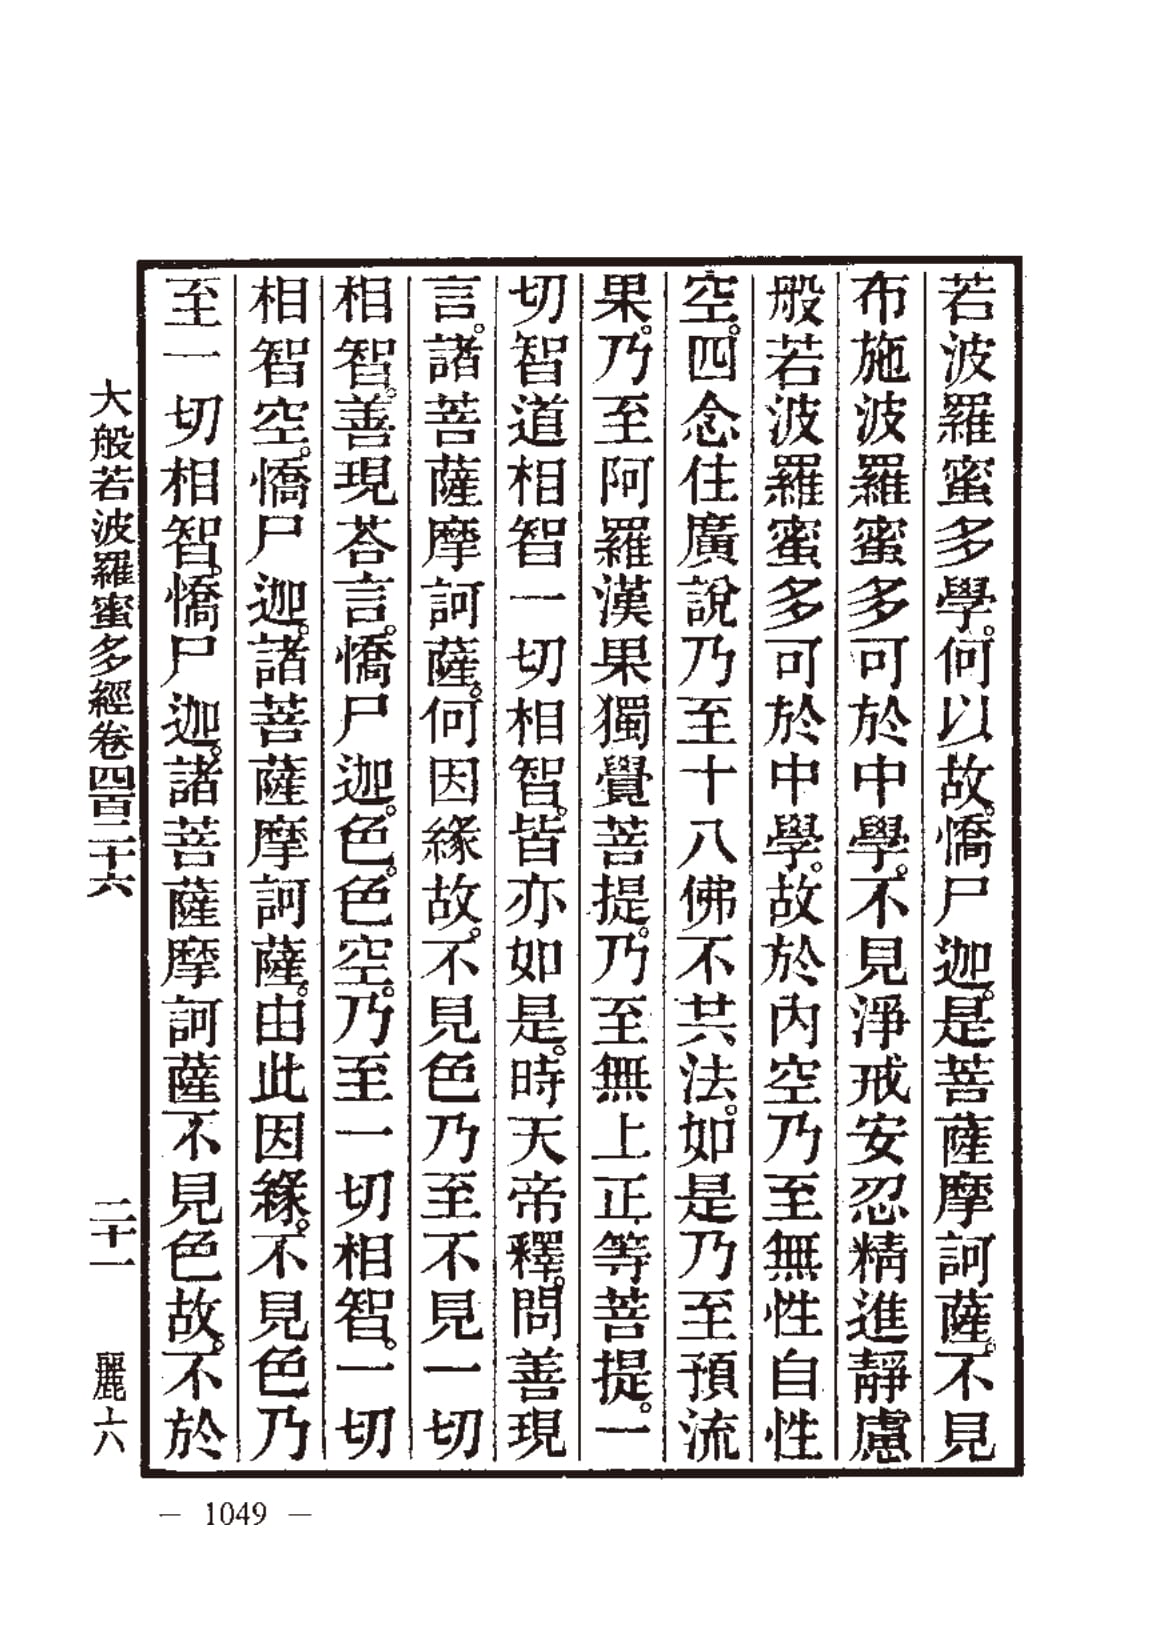 若波羅蜜多學。何以故。憍尸迦。是菩薩摩訶薩。不見
布施波羅蜜多可於中學。不見淨戒安忍精進靜慮
般若波羅蜜多可於中學。故於內空乃至無性自性
空。四念住廣說乃至十八佛不共法。如是乃至預流
果。乃至阿羅漢果獨覺菩提。乃至無上正等菩提。一
切智道相智一切相智。皆亦如是。時天帝釋。問善現
言。諸菩薩摩訶薩。何因緣故。不見色乃至不見一切
相智。善現荅言。憍尸迦。色。色空。乃至一切相智。一切
相智空。憍尸迦。諸菩薩摩訶薩。由此因緣。不見色乃
至一切相智。憍尸迦。諸菩薩摩訶薩不見色故。不於
大般若波羅蜜多經卷四百二十六 二十一 麗六
— 1049 —